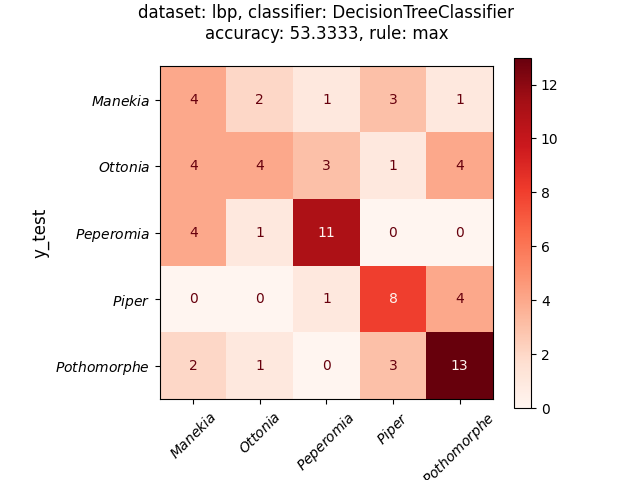 dataset: lbp, classifier: DecisionTreeClassifier
accuracy: 53.3333, rule: max
y_test
Manekia 4 2 1 3 1
Ottonia 4 4 3 1 4
Peperomia 4 1 11 0 0
Piper 0 0 1 8 4
Pothomorphe 2 1 0 3 13
Manekia Ottonia Peperomia Piper Pothomorphe
12
10
8
6
4
2
0